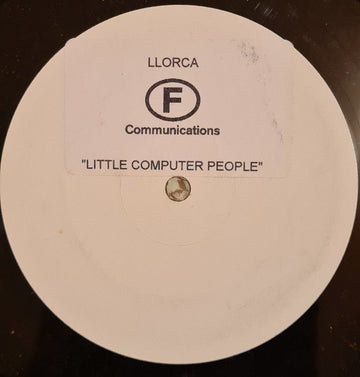 LLORCA
F
Communications
"LITTLE COMPUTER PEOPLE"